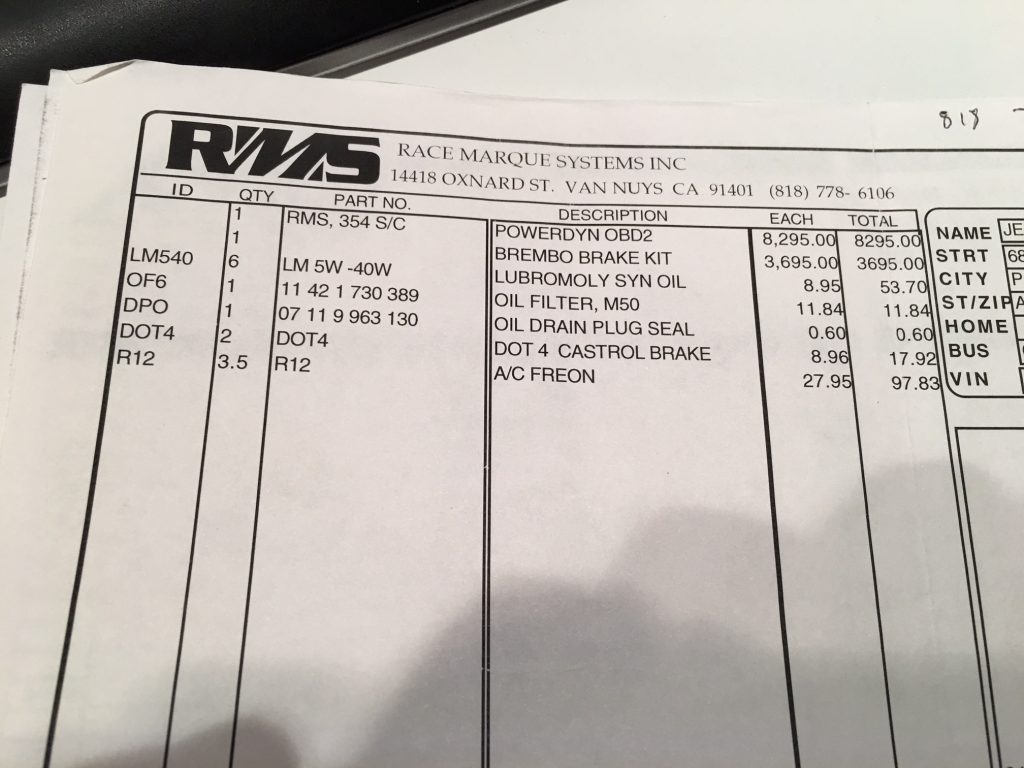 818
RMS RACE MARQUE SYSTEMS INC
14418 OXNARD ST. VAN NUYS CA 91401 (818) 778- 6106
ID QTY PART NO. DESCRIPTION EACH TOTAL
1 RMS, 354 S/C POWERDYN OBD2 8,295.00 8295.00
1 BREMBO BRAKE KIT 3,695.00 3695.00
LM540 6 LM 5W -40W LUBROMOLY SYN OIL 8.95 53.70
OF6 1 11 42 1 730 389 OIL FILTER, M50 11.84 11.84
DPO 1 07 11 9 963 130 OIL DRAIN PLUG SEAL 0.60 0.60
DOT4 2 DOT4 DOT 4 CASTROL BRAKE 8.96 17.92
R12 3.5 R12 A/C FREON 27.95 97.83
NAME JE
STRT 68
CITY P
ST/ZIP A
HOME
BUS
VIN